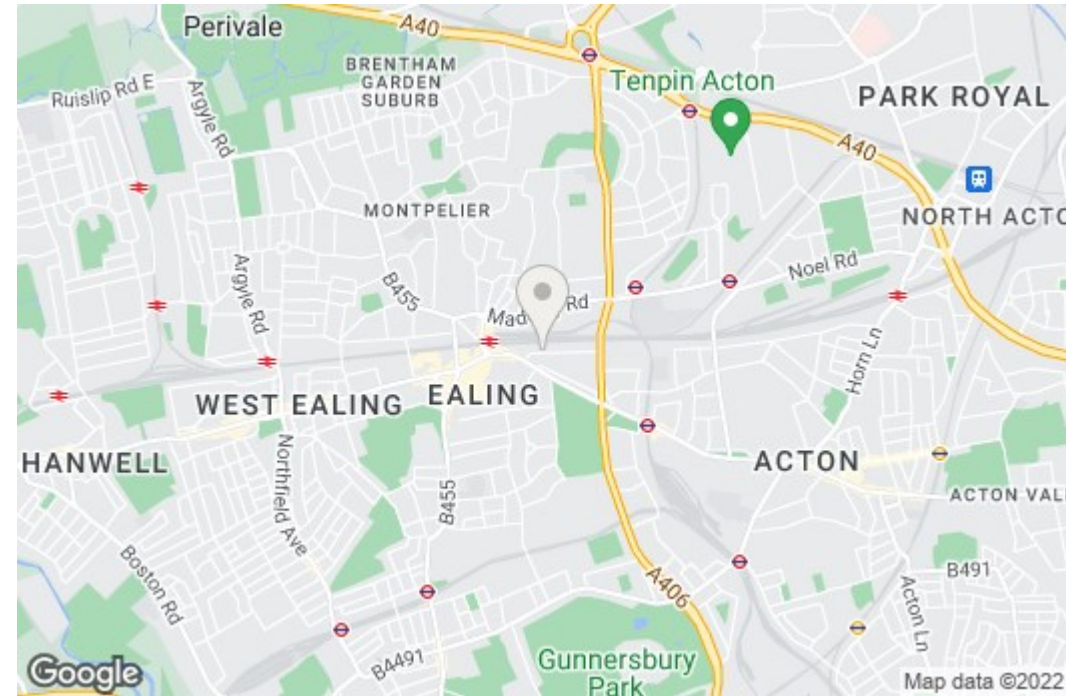 Perivale
A40
BRENTHAM
GARDEN
SUBURB
Ruislip Rd E
Argyle Rd
Tenpin Acton
PARK ROYAL
A40
MONTPELIER
NORTH ACTO
Argyle Rd
B455
Noel Rd
Mad
Rd
Horn Ln
WEST EALING
EALING
HANWELL
Northfield Ave
B455
ACTON
ACTON VAL
Boston Rd
A406
B491
Acton Ln
B4491
Gunnersbury
Park
Google
Map data ©2022